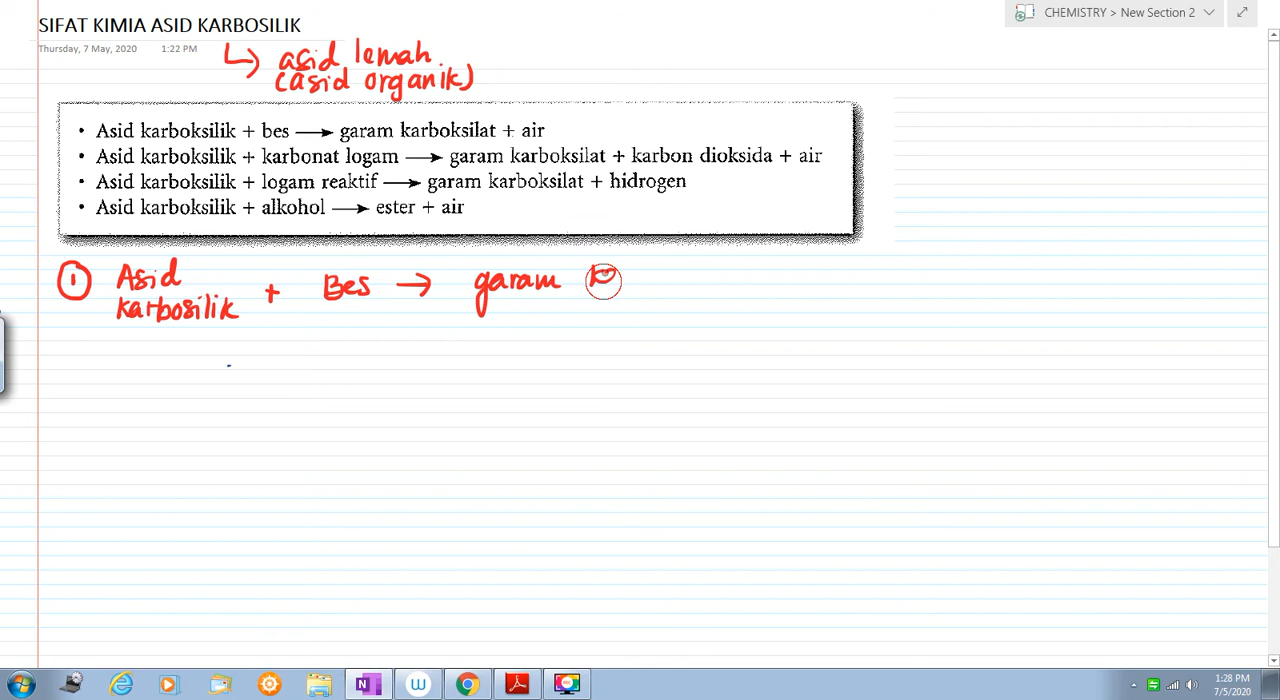 SIFAT KIMIA ASID KARBOSILIK
CHEMISTRY > New Section 2
Thursday, 7 May, 2020 1:22 PM
asid lemah.
(asid organik)
• Asid karboksilik + bes → garam karboksilat + air
• Asid karboksilik + karbonat logam → garam karboksilat + karbon dioksida + air
• Asid karboksilik + logam reaktif → garam karboksilat + hidrogen
• Asid karboksilik + alkohol → ester + air
① Asid karbosilik + Bes → garam
1:28 PM
7/5/2020